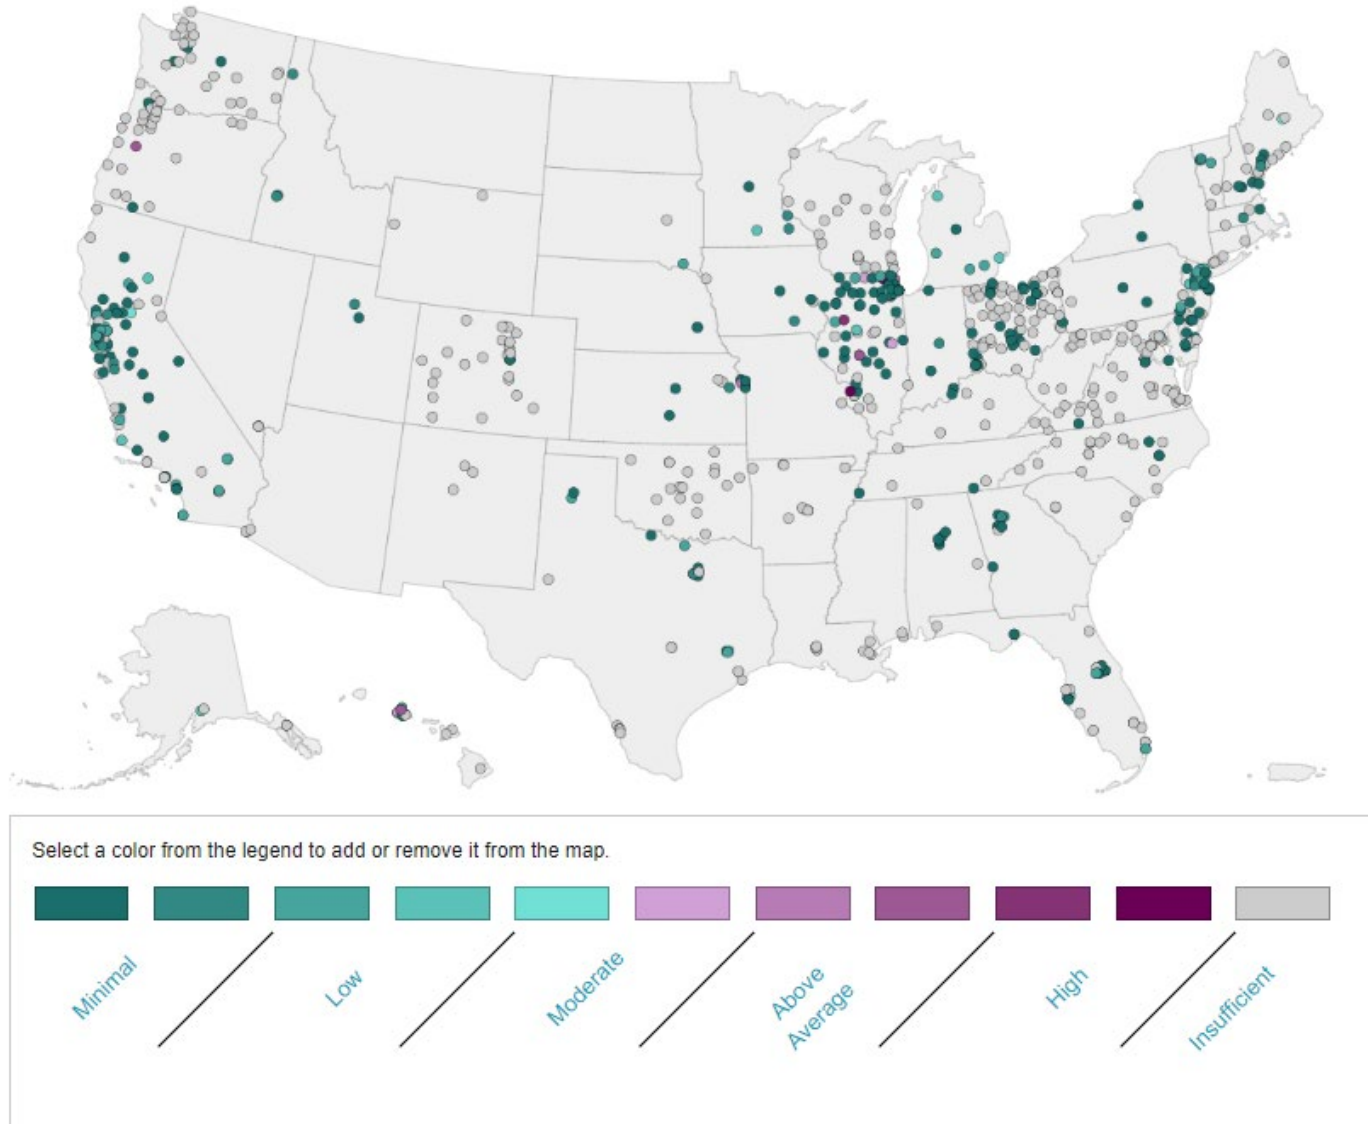 Select a color from the legend to add or remove it from the map.
Minimal
Low
Moderate
Above
Average
High
Insufficient